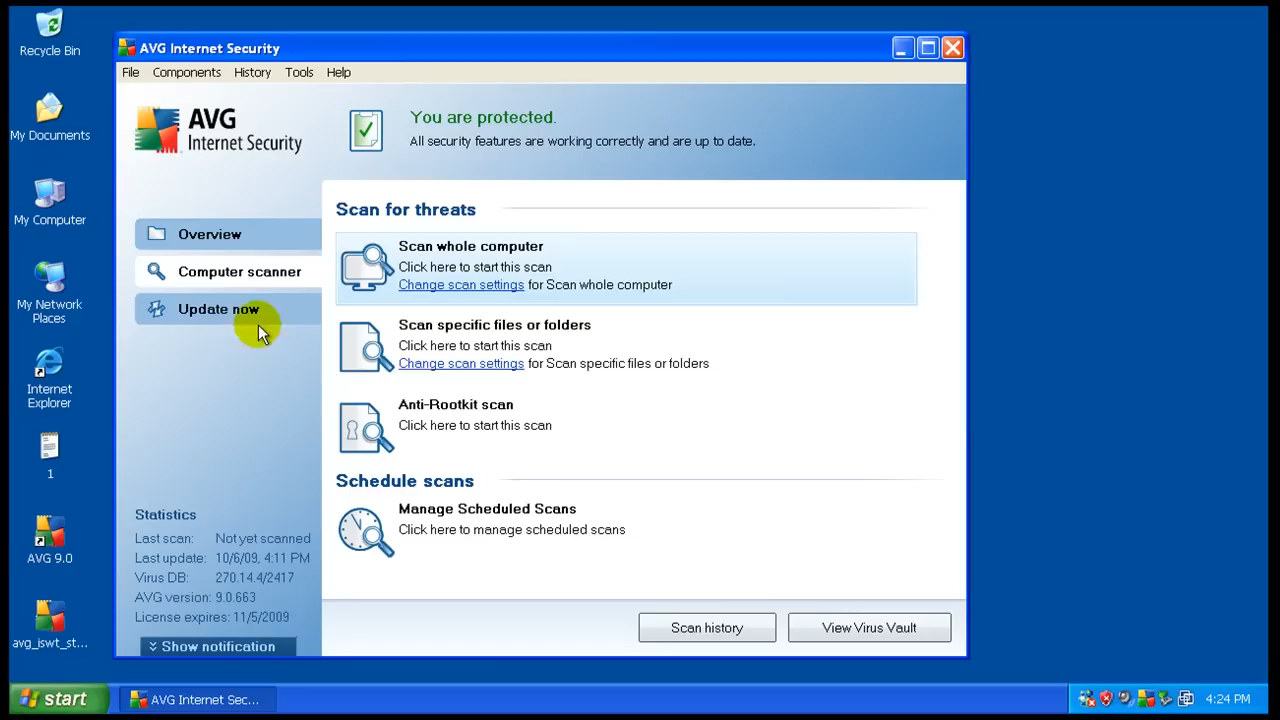 Recycle Bin
My Documents
My Computer
My Network
Places
Internet
Explorer
1
AVG 9.0
avg_iswt_st...
AVG Internet Security
File Components History Tools Help
AVG
Internet Security
You are protected.
All security features are working correctly and are up to date.
Overview
Computer scanner
Update now
Statistics
Last scan: Not yet scanned
Last update: 10/6/09, 4:11 PM
Virus DB: 270.14.4/2417
AVG version: 9.0.663
License expires: 11/5/2009
Show notification
Scan for threats
Scan whole computer
Click here to start this scan
Change scan settings for Scan whole computer
Scan specific files or folders
Click here to start this scan
Change scan settings for Scan specific files or folders
Anti-Rootkit scan
Click here to start this scan
Schedule scans
Manage Scheduled Scans
Click here to manage scheduled scans
Scan history View Virus Vault
start AVG Internet Sec... 4:24 PM